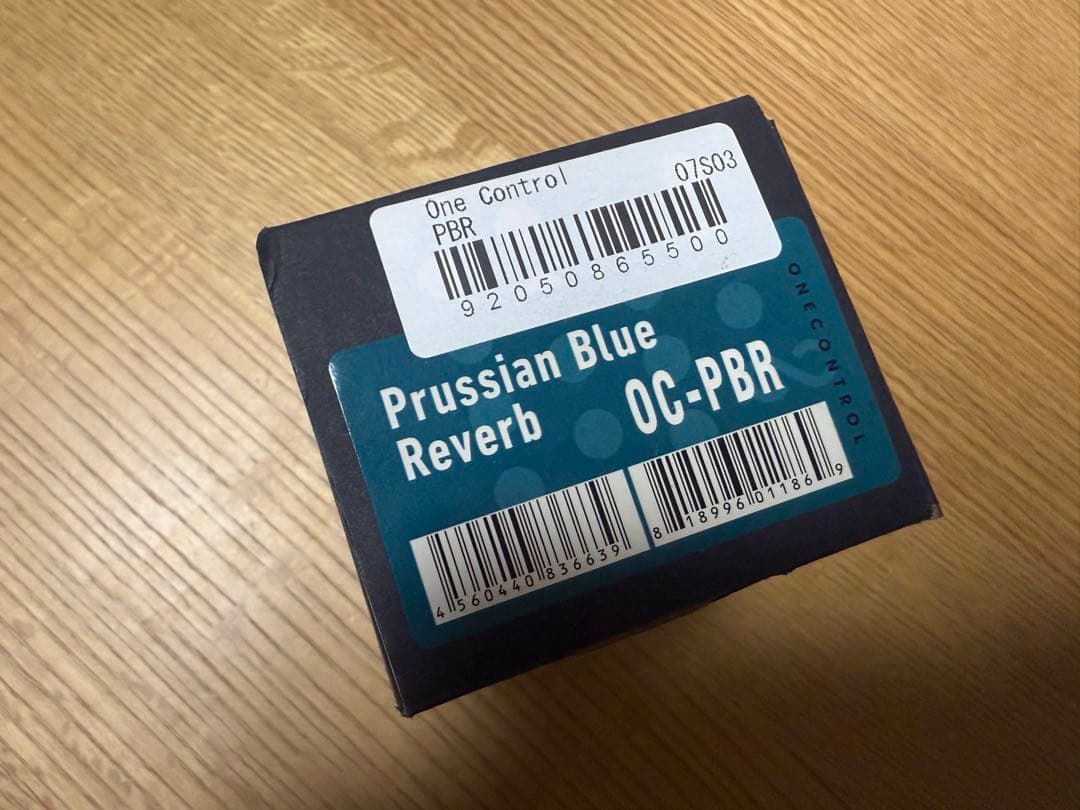 One Control
07S03
PBR
92050865500
Prussian Blue
Reverb
OC-PBR
ONECONTROL
4560440836639
818996011869